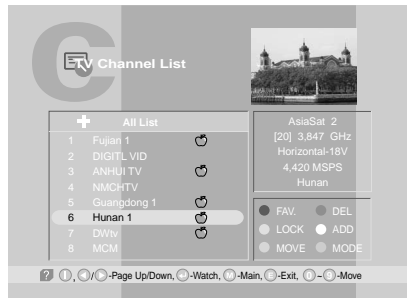 TV Channel List
All List
1 Fujian 1
2 DIGITL VID
3 ANHUI TV
4 NMCHTV
5 Guangdong 1
6 Hunan 1
7 DWtv
8 MCM
AsiaSat 2
[20] 3,847 GHz
Horizontal-18V
4,420 MSPS
Hunan
FAV. DEL
LOCK ADD
MOVE MODE
? , / -Page Up/Down, -Watch, M-Main, E-Exit, 0~9-Move